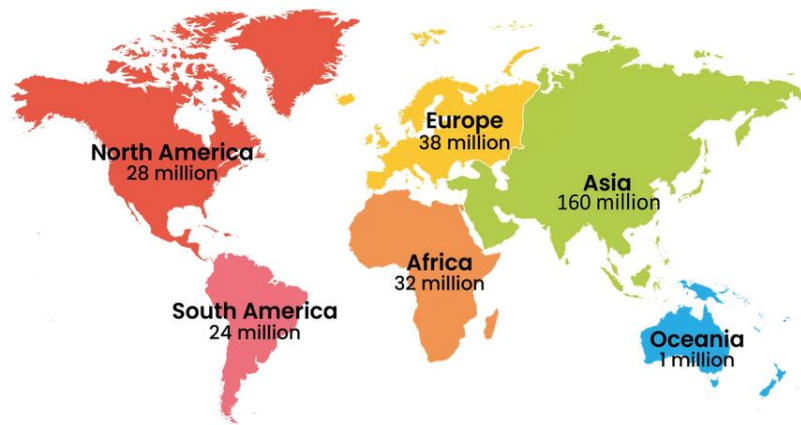 North America
28 million
Europe
38 million
Asia
160 million
Africa
32 million
South America
24 million
Oceania
1 million